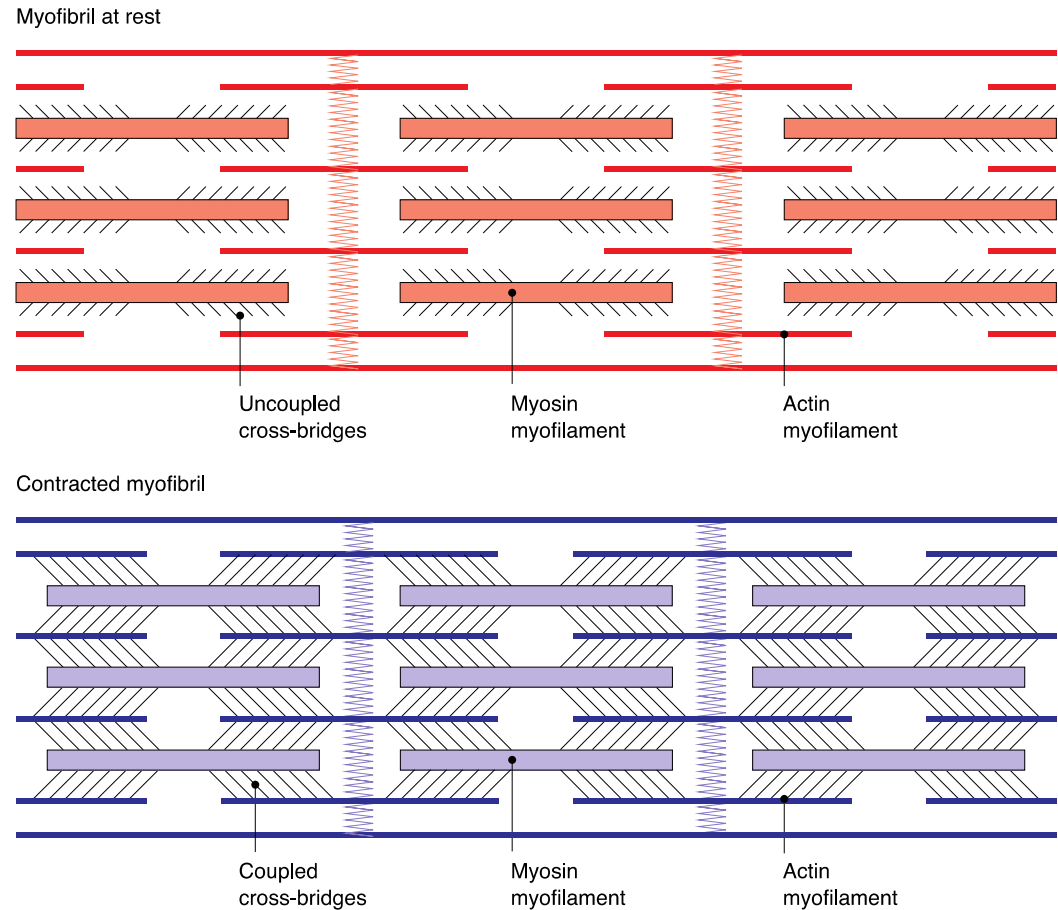 Myofibril at rest
Uncoupled
cross-bridges
Myosin
myofilament
Actin
myofilament
Contracted myofibril
Coupled
cross-bridges
Myosin
myofilament
Actin
myofilament